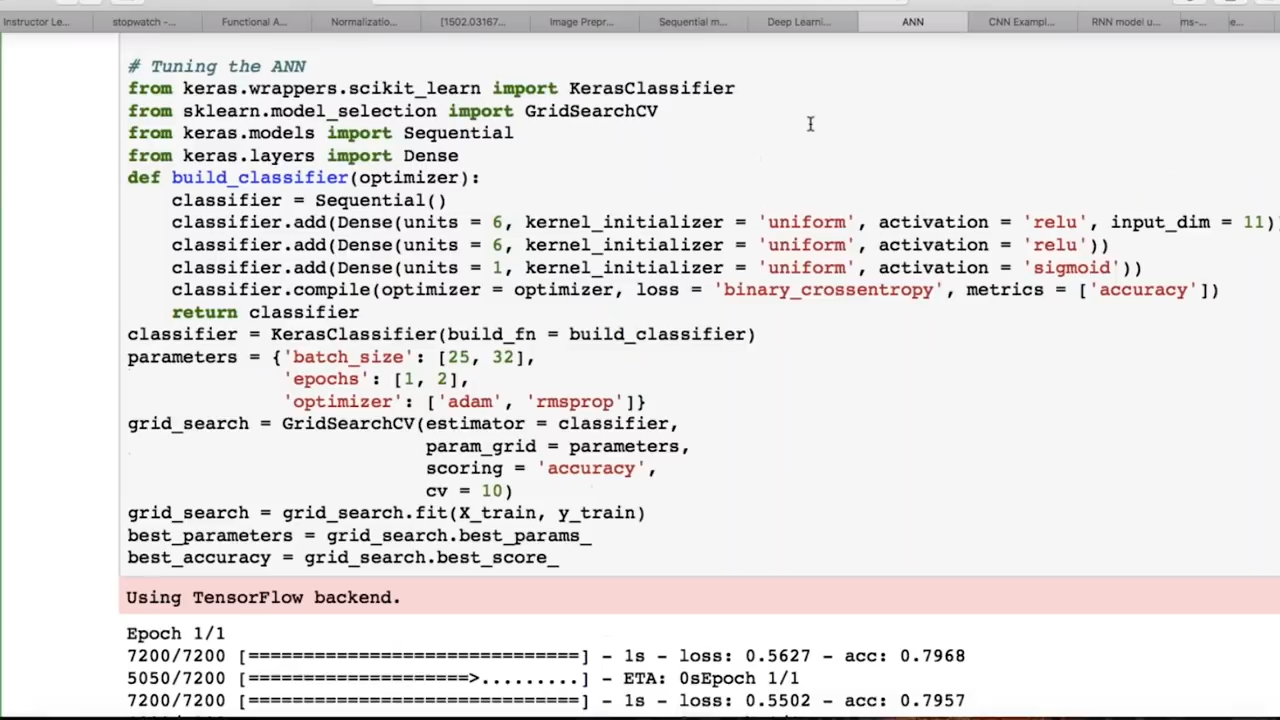 Instructor Le... stopwatch -... Functional A... Normalizatio... [1502.03167... Image Prepr... Sequential m... Deep Learni... ANN CNN Exampl... RNN model u... ms-... e...
# Tuning the ANN
from keras.wrappers.scikit_learn import KerasClassifier
from sklearn.model_selection import GridSearchCV
from keras.models import Sequential
from keras.layers import Dense
def build_classifier(optimizer):
    classifier = Sequential()
    classifier.add(Dense(units = 6, kernel_initializer = 'uniform', activation = 'relu', input_dim = 11))
    classifier.add(Dense(units = 6, kernel_initializer = 'uniform', activation = 'relu'))
    classifier.add(Dense(units = 1, kernel_initializer = 'uniform', activation = 'sigmoid'))
    classifier.compile(optimizer = optimizer, loss = 'binary_crossentropy', metrics = ['accuracy'])
    return classifier
classifier = KerasClassifier(build_fn = build_classifier)
parameters = {'batch_size': [25, 32],
              'epochs': [1, 2],
              'optimizer': ['adam', 'rmsprop']}
grid_search = GridSearchCV(estimator = classifier,
                           param_grid = parameters,
                           scoring = 'accuracy',
                           cv = 10)
grid_search = grid_search.fit(X_train, y_train)
best_parameters = grid_search.best_params_
best_accuracy = grid_search.best_score_
Using TensorFlow backend.
Epoch 1/1
7200/7200 [==============================] - 1s - loss: 0.5627 - acc: 0.7968
5050/7200 [====================>.........] - ETA: 0sEpoch 1/1
7200/7200 [==============================] - 1s - loss: 0.5502 - acc: 0.7957